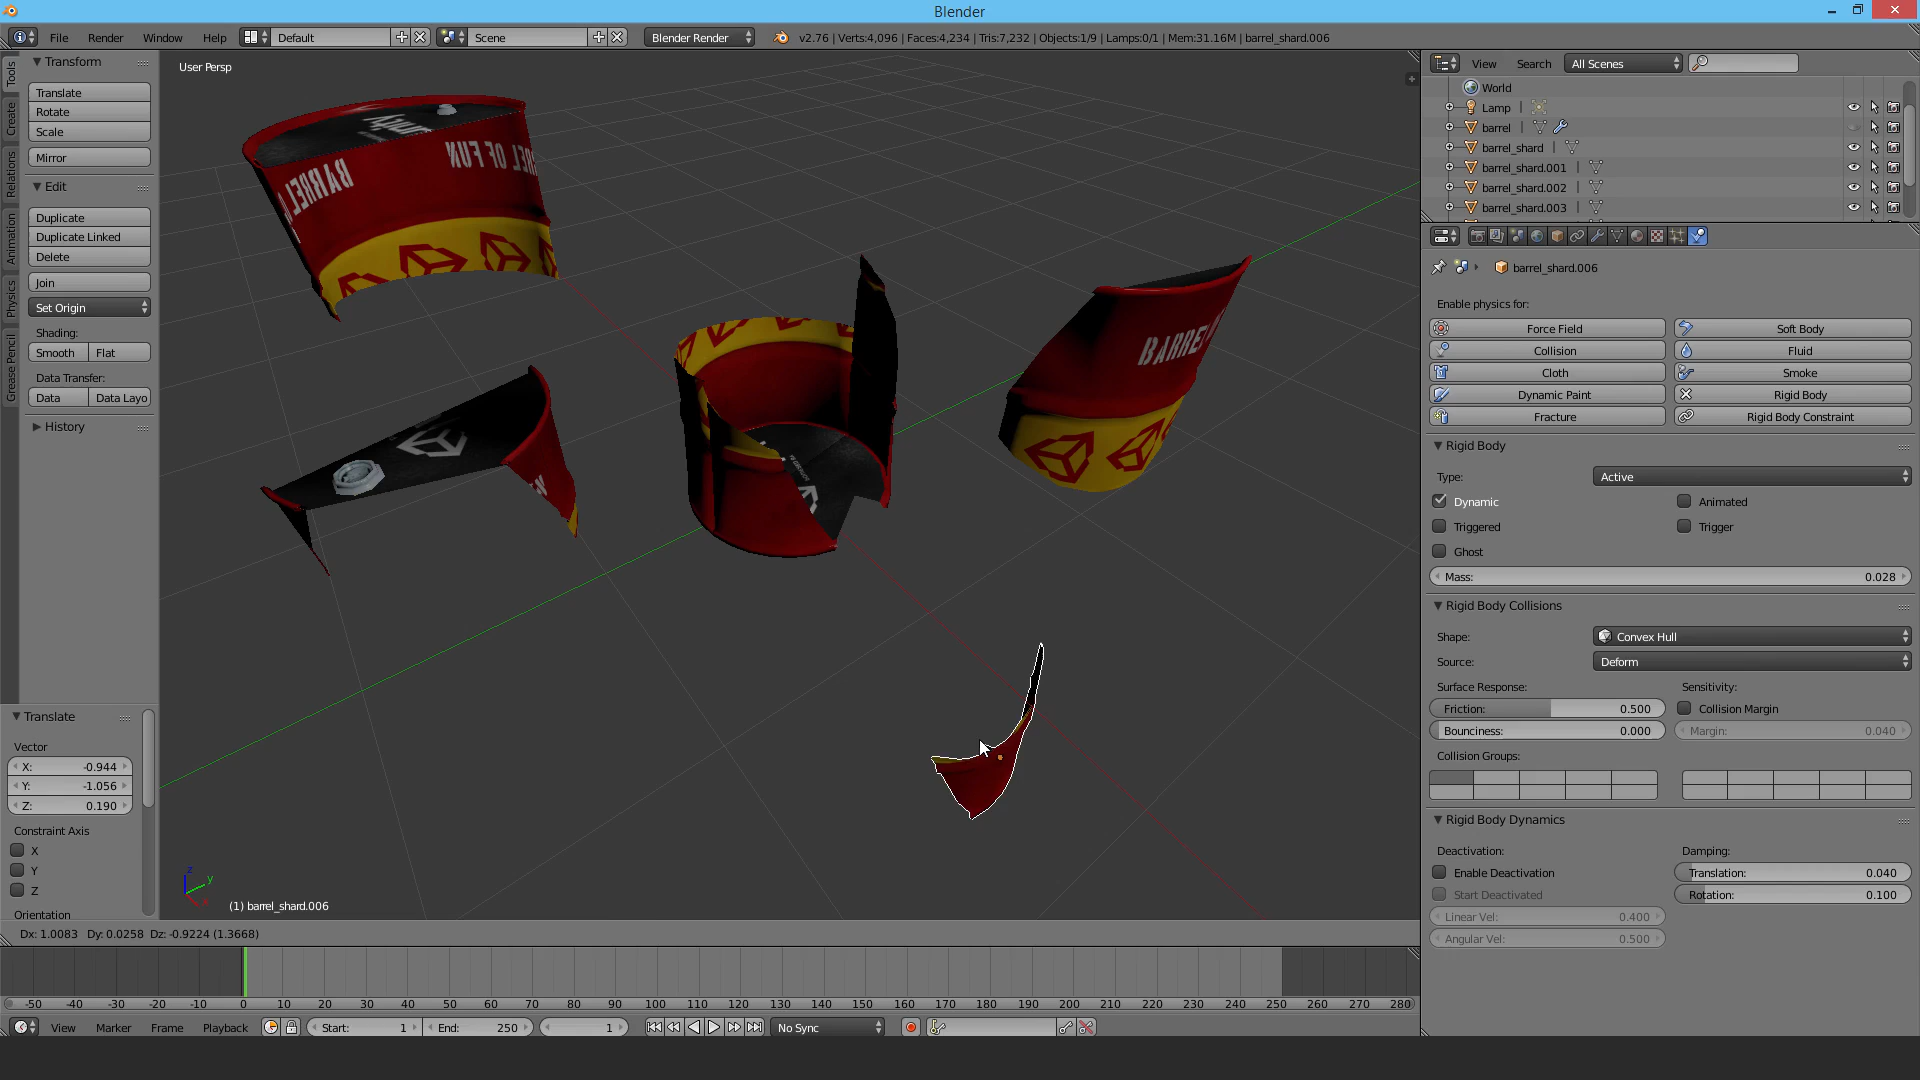 Blender
File Render Window Help Default Scene Blender Render v2.76 | Verts:4,096 | Faces:4,234 | Tris:7,232 | Objects:1/9 | Lamps:0/1 | Mem:31.16M | barrel_shard.006
Tools
Create
Relations
Animation
Physics
Grease Pencil
Transform
Translate
Rotate
Scale
Mirror
Edit
Duplicate
Duplicate Linked
Delete
Join
Set Origin
Shading:
Smooth Flat
Data Transfer:
Data Data Layo
History
Translate
Vector
X: -0.944
Y: -1.056
Z: 0.190
Constraint Axis
X
Y
Z
Orientation
User Persp
BARREL
UEL OF FUN
BARREL
z
y
(1) barrel_shard.006
Dx: 1.0083 Dy: 0.0258 Dz: -0.9224 (1.3668)
-50 -40 -30 -20 -10 0 10 20 30 40 50 60 70 80 90 100 110 120 130 140 150 160 170 180 190 200 210 220 230 240 250 260 270 280
View Marker Frame Playback Start: 1 End: 250 1 No Sync
View Search All Scenes
World
Lamp
barrel
barrel_shard
barrel_shard.001
barrel_shard.002
barrel_shard.003
barrel_shard.006
Enable physics for:
Force Field Soft Body
Collision Fluid
Cloth Smoke
Dynamic Paint Rigid Body
Fracture Rigid Body Constraint
Rigid Body
Type: Active
Dynamic Animated
Triggered Trigger
Ghost
Mass: 0.028
Rigid Body Collisions
Shape: Convex Hull
Source: Deform
Surface Response: Sensitivity:
Friction: 0.500 Collision Margin
Bounciness: 0.000 Margin: 0.040
Collision Groups:
Rigid Body Dynamics
Deactivation: Damping:
Enable Deactivation Translation: 0.040
Start Deactivated Rotation: 0.100
Linear Vel: 0.400
Angular Vel: 0.500